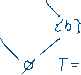 {b}
∅
T =